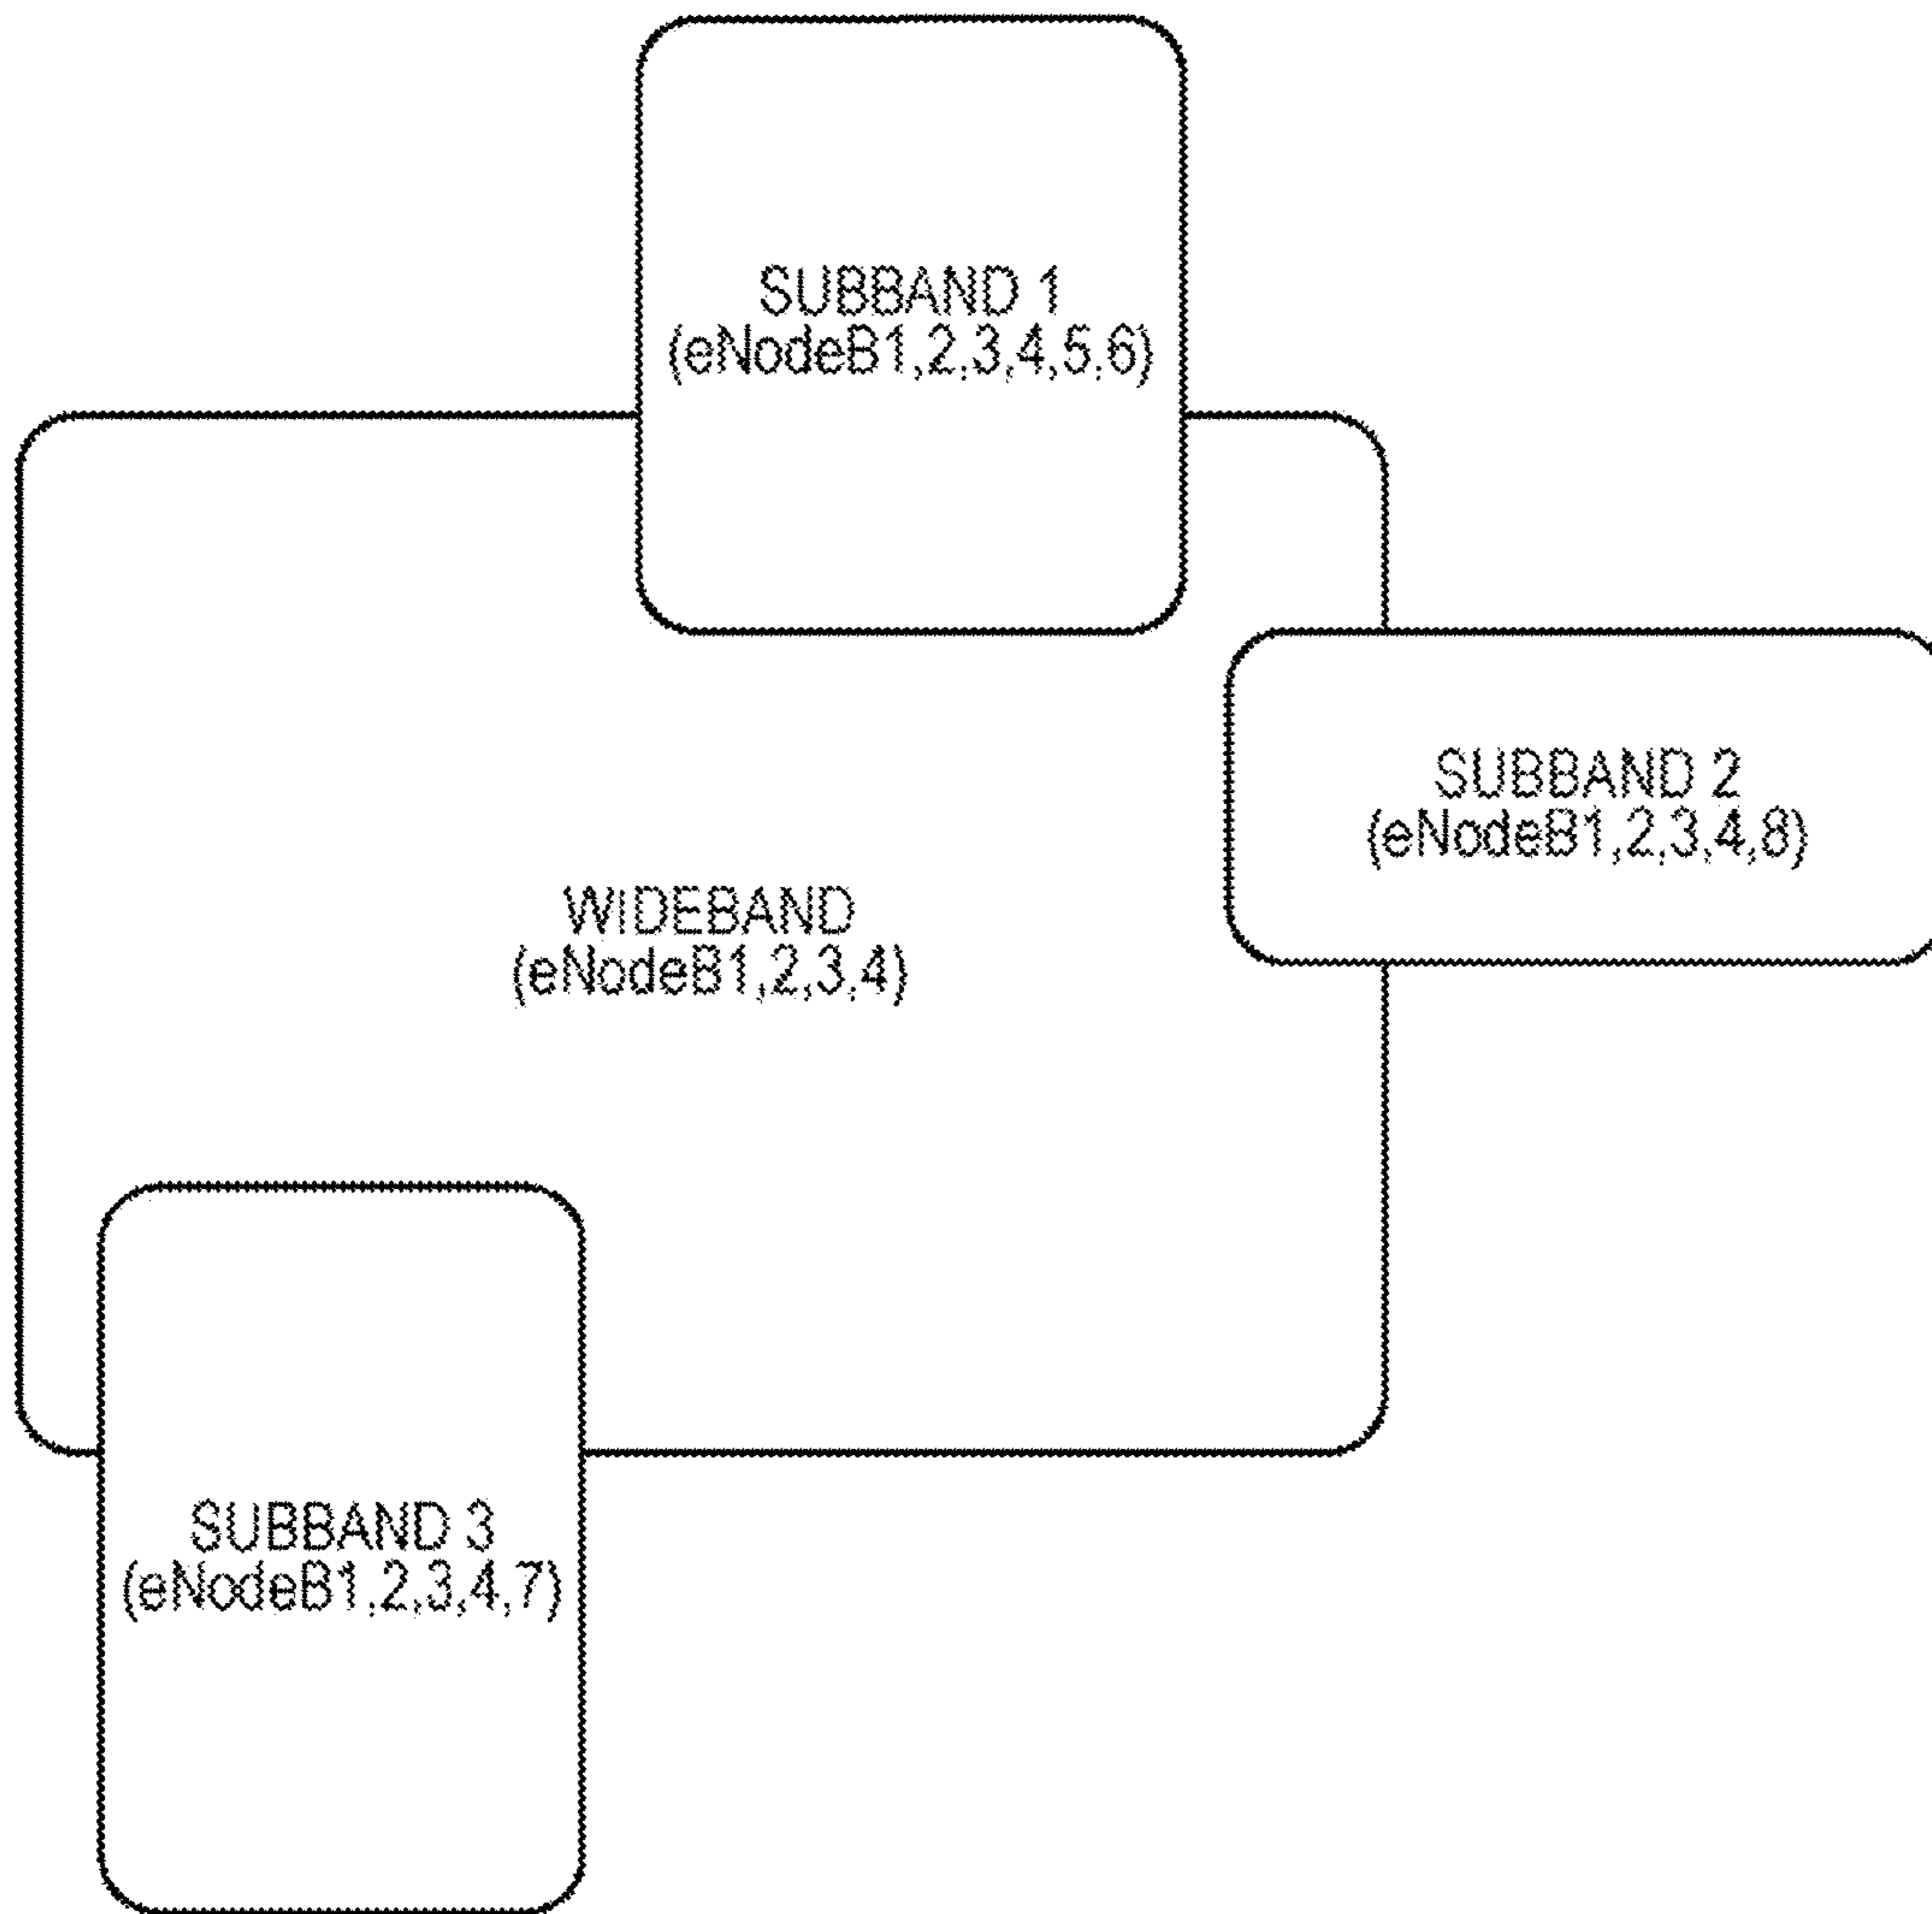 SUBBAND 1
(eNodeB1,2,3,4,5,6)
SUBBAND 2
(eNodeB1,2,3,4,8)
WIDEBAND
(eNodeB1,2,3,4)
SUBBAND 3
(eNodeB1,2,3,4,7)